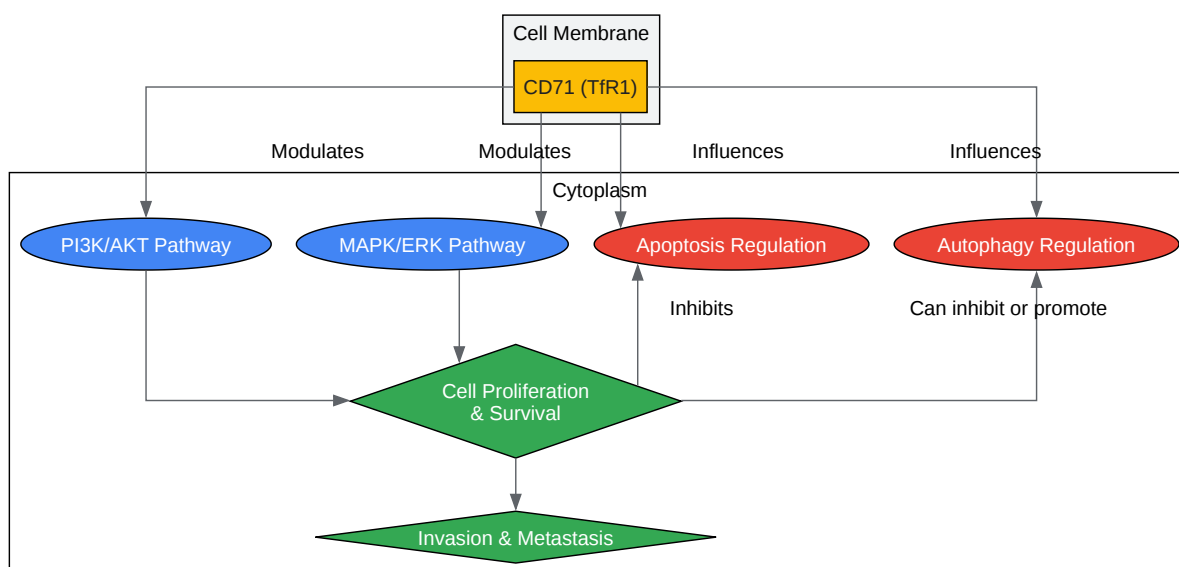 Cell Membrane
CD71 (TfR1)
Modulates
Modulates
Influences
Influences
Cytoplasm
PI3K/AKT Pathway
MAPK/ERK Pathway
Apoptosis Regulation
Autophagy Regulation
Inhibits
Can inhibit or promote
Cell Proliferation
& Survival
Invasion & Metastasis